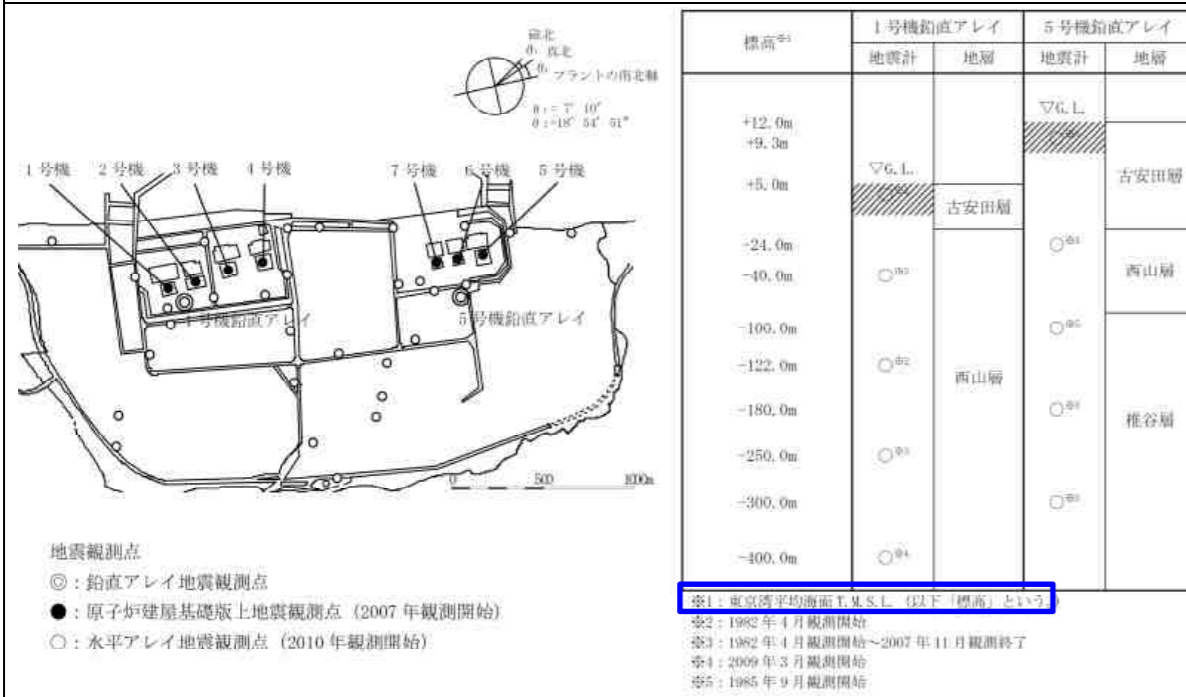 磁北
θ₁ 真北
θ₂ プラントの南北軸
θ₁=7° 10′
θ₂=18° 54′ 51″
1号機 2号機 3号機 4号機 7号機 6号機 5号機
1号機鉛直アレイ 5号機鉛直アレイ
0 500 1000m
地震観測点
◎：鉛直アレイ地震観測点
●：原子炉建屋基礎版上地震観測点（2007年観測開始）
○：水平アレイ地震観測点（2010年観測開始）
標高※1 1号機鉛直アレイ 5号機鉛直アレイ
地震計 地層 地震計 地層
▽G.L.
+12.0m
+9.3m
▽G.L. 古安田層
+5.0m
古安田層
-24.0m
西山層
-40.0m
-100.0m
-122.0m ※2
西山層
-180.0m
椎谷層
-250.0m
-300.0m
-400.0m ※4
※1：東京湾平均海面T.M.S.L.（以下「標高」という。）
※2：1982年4月観測開始
※3：1982年4月観測開始～2007年11月観測終了
※4：2009年3月観測開始
※5：1985年9月観測開始